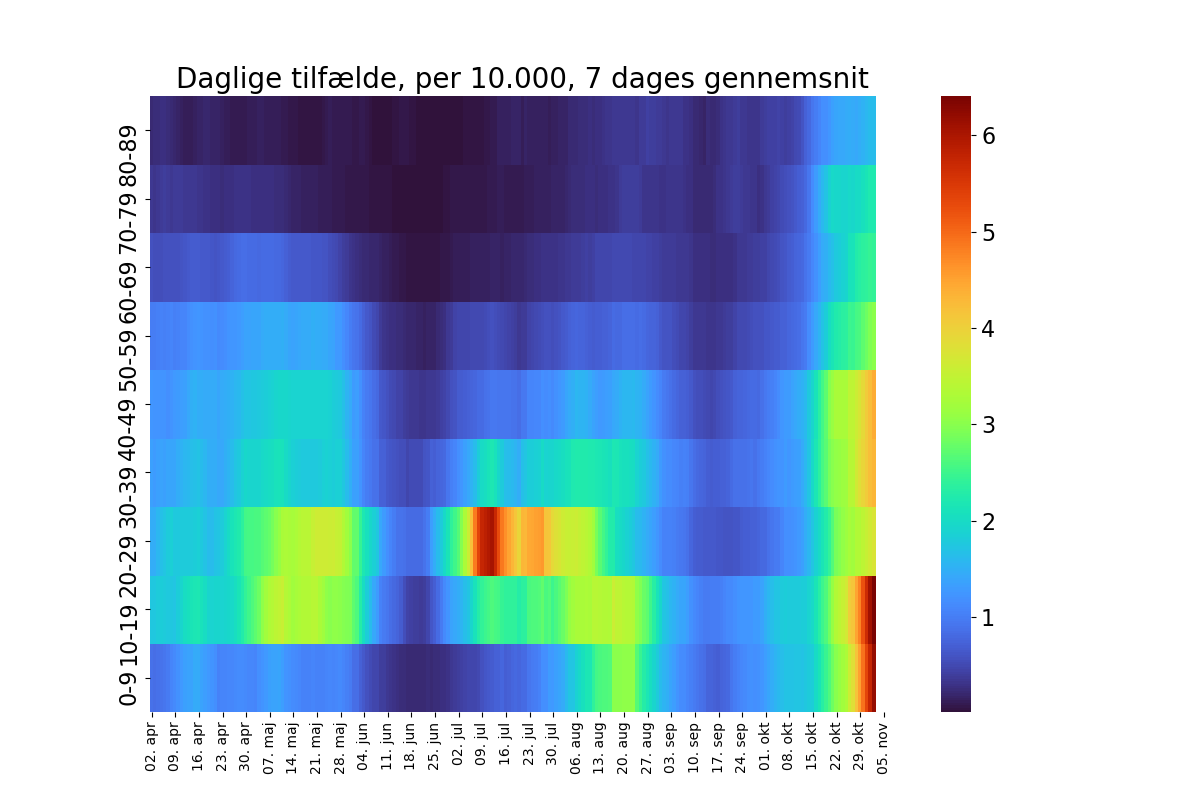 Daglige tilfælde, per 10.000, 7 dages gennemsnit
80-89
70-79
60-69
50-59
40-49
30-39
20-29
10-19
0-9
6
5
4
3
2
1
02. apr
09. apr
16. apr
23. apr
30. apr
07. maj
14. maj
21. maj
28. maj
04. jun
11. jun
18. jun
25. jun
02. jul
09. jul
16. jul
23. jul
30. jul
06. aug
13. aug
20. aug
27. aug
03. sep
10. sep
17. sep
24. sep
01. okt
08. okt
15. okt
22. okt
29. okt
05. nov